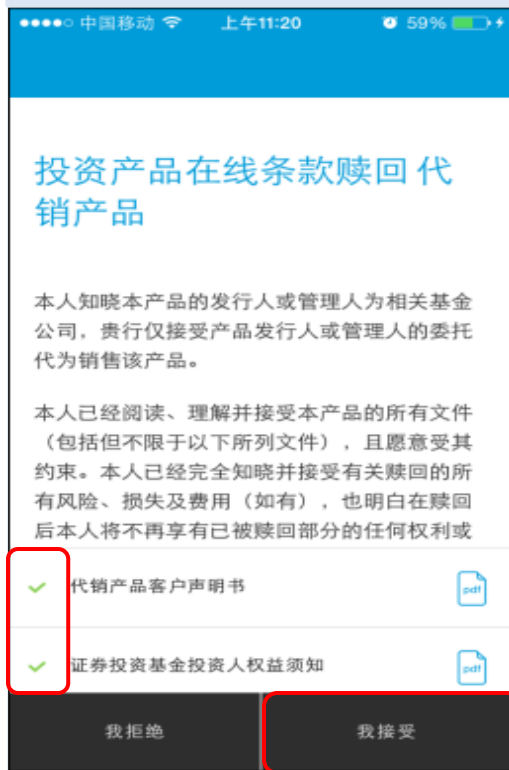 中国移动 上午11:20 59%
投资产品在线条款赎回 代
销产品
本人知晓本产品的发行人或管理人为相关基金
公司，贵行仅接受产品发行人或管理人的委托
代为销售该产品。
本人已经阅读、理解并接受本产品的所有文件
（包括但不限于以下所列文件），且愿意受其
约束。本人已经完全知晓并接受有关赎回的所
有风险、损失及费用（如有），也明白在赎回
后本人将不再享有已被赎回部分的任何权利或
代销产品客户声明书 pdf
证券投资基金投资人权益须知 pdf
我拒绝 我接受